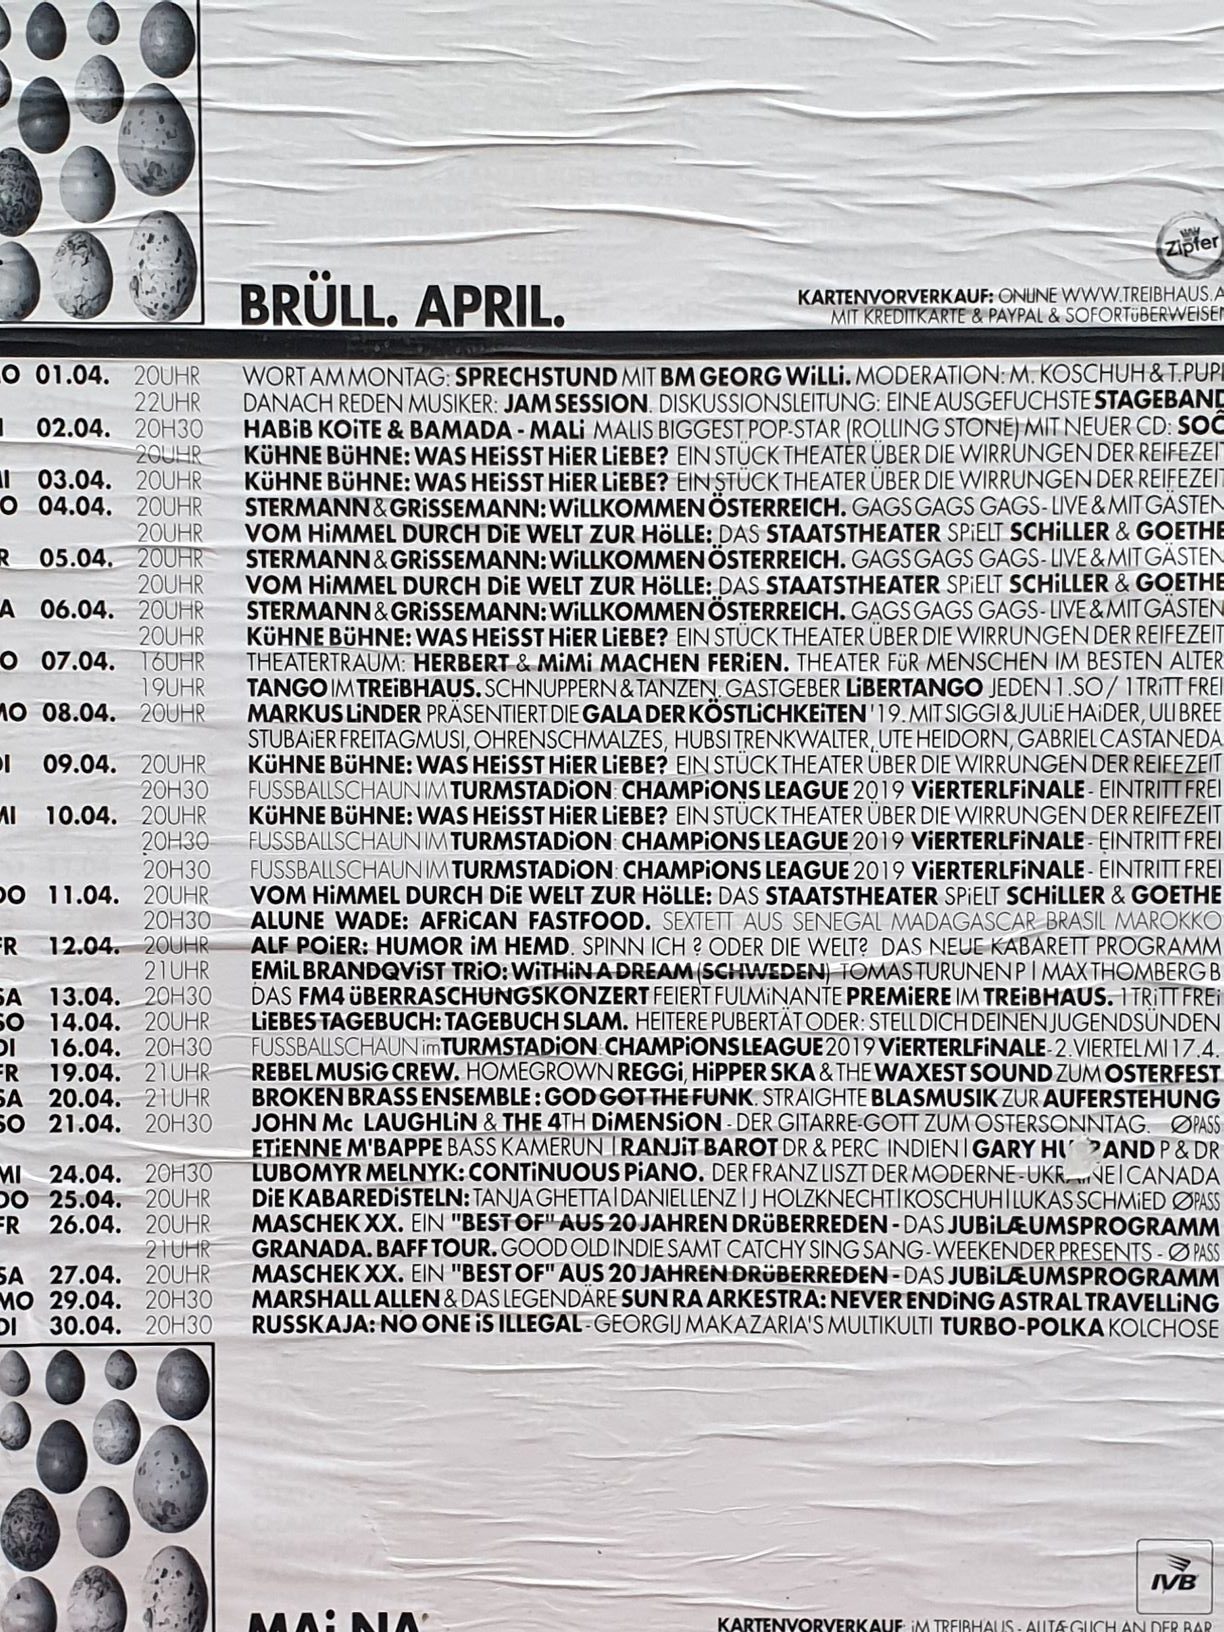 Zipfer
BRÜLL. APRIL.
KARTENVORVERKAUF: ONLINE WWW.TREIBHAUS.A
MIT KREDITKARTE & PAYPAL & SOFORTüBERWEISEN
O 01.04. 20UHR WORT AM MONTAG: SPRECHSTUND MIT BM GEORG WiLLi. MODERATION: M. KOSCHUH & T.PUPP
22UHR DANACH REDEN MUSIKER: JAM SESSION. DISKUSSIONSLEITUNG: EINE AUSGEFUCHSTE STAGEBAND
I 02.04. 20H30 HABiB KOiTE & BAMADA - MALi MALIS BIGGEST POP-STAR (ROLLING STONE) MIT NEUER CD: SOÔ
20UHR KüHNE BüHNE: WAS HEiSST HiER LiEBE? EIN STÜCK THEATER ÜBER DIE WIRRUNGEN DER REIFEZEIT
MI 03.04. 20UHR KüHNE BüHNE: WAS HEiSST HiER LiEBE? EIN STÜCK THEATER ÜBER DIE WIRRUNGEN DER REIFEZEIT
O 04.04. 20UHR STERMANN & GRiSSEMANN: WiLLKOMMEN ÖSTERREICH. GAGS GAGS GAGS - LIVE & MIT GÄSTEN
20UHR VOM HiMMEL DURCH DiE WELT ZUR HöLLE: DAS STAATSTHEATER SPiELT SCHiLLER & GOETHE
R 05.04. 20UHR STERMANN & GRiSSEMANN: WiLLKOMMEN ÖSTERREICH. GAGS GAGS GAGS - LIVE & MIT GÄSTEN
20UHR VOM HiMMEL DURCH DiE WELT ZUR HöLLE: DAS STAATSTHEATER SPiELT SCHiLLER & GOETHE
A 06.04. 20UHR STERMANN & GRiSSEMANN: WiLLKOMMEN ÖSTERREICH. GAGS GAGS GAGS - LIVE & MIT GÄSTEN
20UHR KüHNE BüHNE: WAS HEiSST HiER LiEBE? EIN STÜCK THEATER ÜBER DIE WIRRUNGEN DER REIFEZEIT
O 07.04. 16UHR THEATERTRAUM: HERBERT & MiMi MACHEN FERiEN. THEATER FüR MENSCHEN IM BESTEN ALTER
19UHR TANGO IM TREiBHAUS. SCHNUPPERN & TANZEN. GASTGEBER LiBERTANGO JEDEN 1.SO / 1TRiTT FREI
MO 08.04. 20UHR MARKUS LiNDER PRÄSENTIERT DIE GALA DER KÖSTLiCHKEiTEN '19. MIT SIGGI & JULiE HAiDER, ULI BREE
STUBAiER FREITAGMUSI, OHRENSCHMALZES, HUBSI TRENKWALTER, UTE HEIDORN, GABRIEL CASTANEDA
DI 09.04. 20UHR KüHNE BüHNE: WAS HEiSST HiER LiEBE? EIN STÜCK THEATER ÜBER DIE WIRRUNGEN DER REIFEZEIT
20H30 FUSSBALLSCHAUN IM TURMSTADiON: CHAMPiONS LEAGUE 2019 ViERTERLFiNALE - EINTRITT FREI
MI 10.04. 20UHR KüHNE BüHNE: WAS HEiSST HiER LiEBE? EIN STÜCK THEATER ÜBER DIE WIRRUNGEN DER REIFEZEIT
20H30 FUSSBALLSCHAUN IM TURMSTADiON: CHAMPiONS LEAGUE 2019 ViERTERLFiNALE - EINTRITT FREI
20H30 FUSSBALLSCHAUN IM TURMSTADiON: CHAMPiONS LEAGUE 2019 ViERTERLFiNALE - EINTRITT FREI
DO 11.04. 20UHR VOM HiMMEL DURCH DiE WELT ZUR HöLLE: DAS STAATSTHEATER SPiELT SCHiLLER & GOETHE
20H30 ALUNE WADE: AFRiCAN FASTFOOD. SEXTETT AUS SENEGAL MADAGASCAR BRASIL MAROKKO
FR 12.04. 20UHR ALF POiER: HUMOR iM HEMD. SPINN ICH ? ODER DIE WELT? DAS NEUE KABARETT PROGRAMM
21UHR EMiL BRANDQViST TRiO: WiTHiN A DREAM (SCHWEDEN) TOMAS TURUNEN P | MAX THOMBERG B
SA 13.04. 20H30 DAS FM4 üBERRASCHUNGSKONZERT FEIERT FULMiNANTE PREMiERE IM TREiBHAUS. 1TRiTT FREi
SO 14.04. 20UHR LiEBES TAGEBUCH: TAGEBUCH SLAM. HEITERE PUBERTÄT ODER: STELL DICH DEINEN JUGENDSÜNDEN
DI 16.04. 20H30 FUSSBALLSCHAUN im TURMSTADiON: CHAMPiONS LEAGUE 2019 ViERTERLFiNALE - 2. VIERTEL MI 17.4.
FR 19.04. 21UHR REBEL MUSiG CREW. HOMEGROWN REGGi, HiPPER SKA & THE WAXEST SOUND ZUM OSTERFEST
SA 20.04. 21UHR BROKEN BRASS ENSEMBLE : GOD GOT THE FUNK. STRAIGHTE BLASMUSIK ZUR AUFERSTEHUNG
SO 21.04. 20H30 JOHN Mc LAUGHLiN & THE 4TH DiMENSiON - DER GITARRE-GOTT ZUM OSTERSONNTAG. ØPASS
ETiENNE M'BAPPE BASS KAMERUN | RANJiT BAROT DR & PERC INDIEN | GARY HU AND P & DR
MI 24.04. 20H30 LUBOMYR MELNYK: CONTiNUOUS PiANO. DER FRANZ LISZT DER MODERNE - UKRAINE | CANADA
DO 25.04. 20UHR DiE KABAREDiSTELN: TANJA GHETTA | DANIEL LENZ | J HOLZKNECHT | KOSCHUH | LUKAS SCHMiED ØPASS
FR 26.04. 20UHR MASCHEK XX. EIN "BEST OF" AUS 20 JAHREN DRüBERREDEN - DAS JUBiLÆUMSPROGRAMM
21UHR GRANADA. BAFF TOUR. GOOD OLD INDIE SAMT CATCHY SING SANG - WEEKENDER PRESENTS - Ø PASS
SA 27.04. 20UHR MASCHEK XX. EIN "BEST OF" AUS 20 JAHREN DRüBERREDEN - DAS JUBiLÆUMSPROGRAMM
MO 29.04. 20H30 MARSHALL ALLEN & DAS LEGENDÄRE SUN RA ARKESTRA: NEVER ENDiNG ASTRAL TRAVELLiNG
DI 30.04. 20H30 RUSSKAJA: NO ONE iS ILLEGAL - GEORGIJ MAKAZARIA'S MULTIKULTI TURBO-POLKA KOLCHOSE
IVB
MAi NA
KARTENVORVERKAUF: iM TREIBHAUS - ALLTÆGLICH AN DER BAR